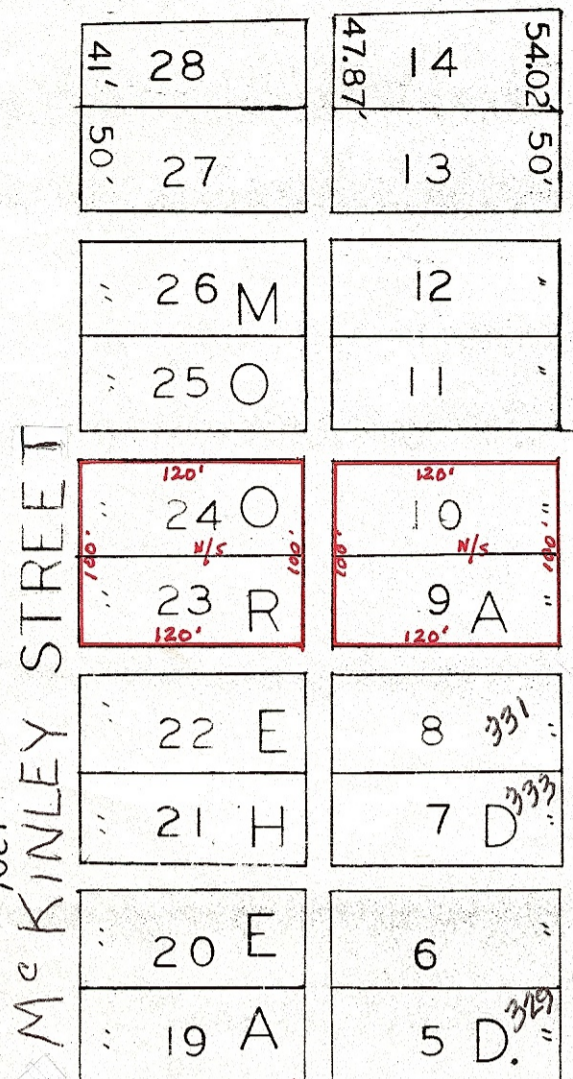 41' 28
47.87' 14 54.02'
50' 27
13 50'
" 26 M
12 "
" 25 O
11 "
120'
" 24 O
100' N/S 100'
" 23 R
120'
120'
10 "
100' N/S 100'
9 A "
120'
" 22 E
8 331 "
" 21 H
7 D 333 "
" 20 E
6 "
" 19 A
5 D. 329 "
McKINLEY STREET